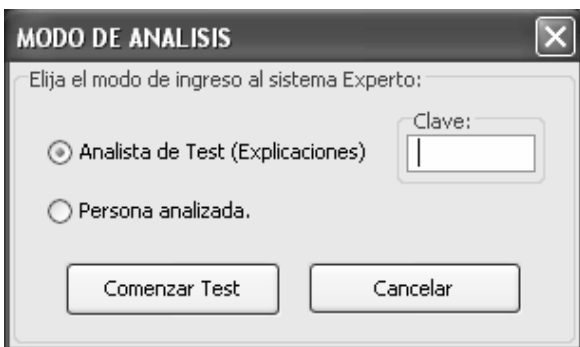 MODO DE ANALISIS
Elija el modo de ingreso al sistema Experto:
Clave:
Analista de Test (Explicaciones)
Persona analizada.
Comenzar Test
Cancelar